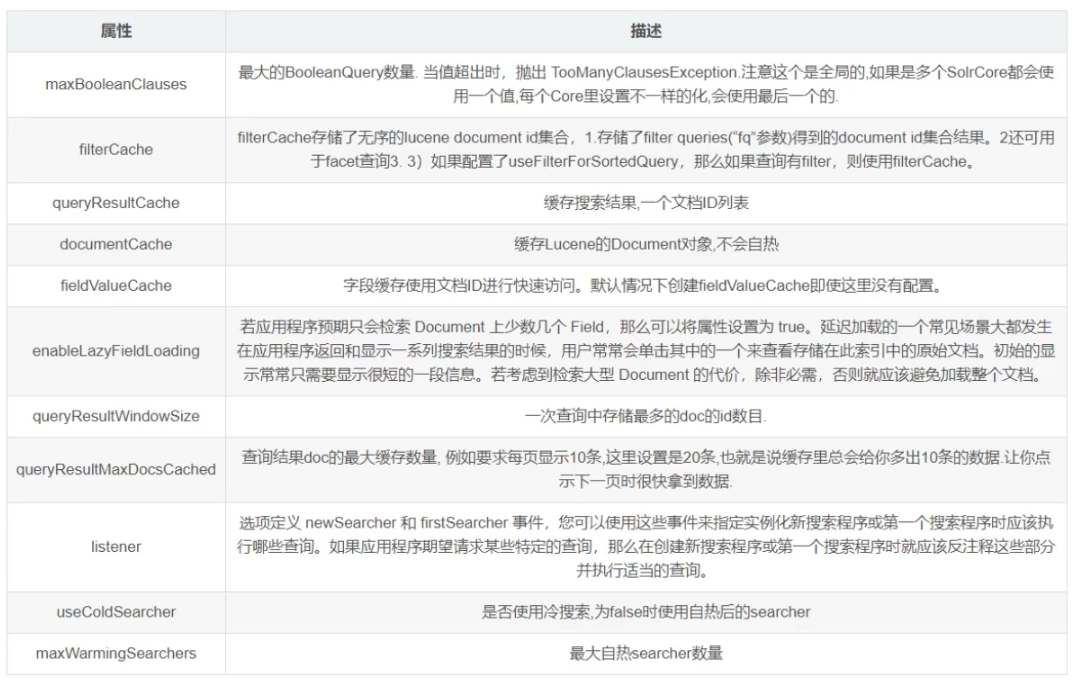 属性
描述
maxBooleanClauses
最大的BooleanQuery数量. 当值超出时，抛出 TooManyClausesException.注意这个是全局的,如果是多个SolrCore都会使
用一个值,每个Core里设置不一样的化,会使用最后一个的.
filterCache
filterCache存储了无序的lucene document id集合，1.存储了filter queries(“fq”参数)得到的document id集合结果。2还可用
于facet查询3. 3）如果配置了useFilterForSortedQuery，那么如果查询有filter，则使用filterCache。
queryResultCache
缓存搜索结果,一个文档ID列表
documentCache
缓存Lucene的Document对象,不会自热
fieldValueCache
字段缓存使用文档ID进行快速访问。默认情况下创建fieldValueCache即使这里没有配置。
enableLazyFieldLoading
若应用程序预期只会检索 Document 上少数几个 Field，那么可以将属性设置为 true。延迟加载的一个常见场景大都发生
在应用程序返回和显示一系列搜索结果的时候，用户常常会单击其中的一个来查看存储在此索引中的原始文档。初始的显
示常常只需要显示很短的一段信息。若考虑到检索大型 Document 的代价，除非必需，否则就应该避免加载整个文档。
queryResultWindowSize
一次查询中存储最多的doc的id数目.
queryResultMaxDocsCached
查询结果doc的最大缓存数量, 例如要求每页显示10条,这里设置是20条,也就是说缓存里总会给你多出10条的数据.让你点
示下一页时很快拿到数据.
listener
选项定义 newSearcher 和 firstSearcher 事件，您可以使用这些事件来指定实例化新搜索程序或第一个搜索程序时应该执
行哪些查询。如果应用程序期望请求某些特定的查询，那么在创建新搜索程序或第一个搜索程序时就应该反注释这些部分
并执行适当的查询。
useColdSearcher
是否使用冷搜索,为false时使用自热后的searcher
maxWarmingSearchers
最大自热searcher数量